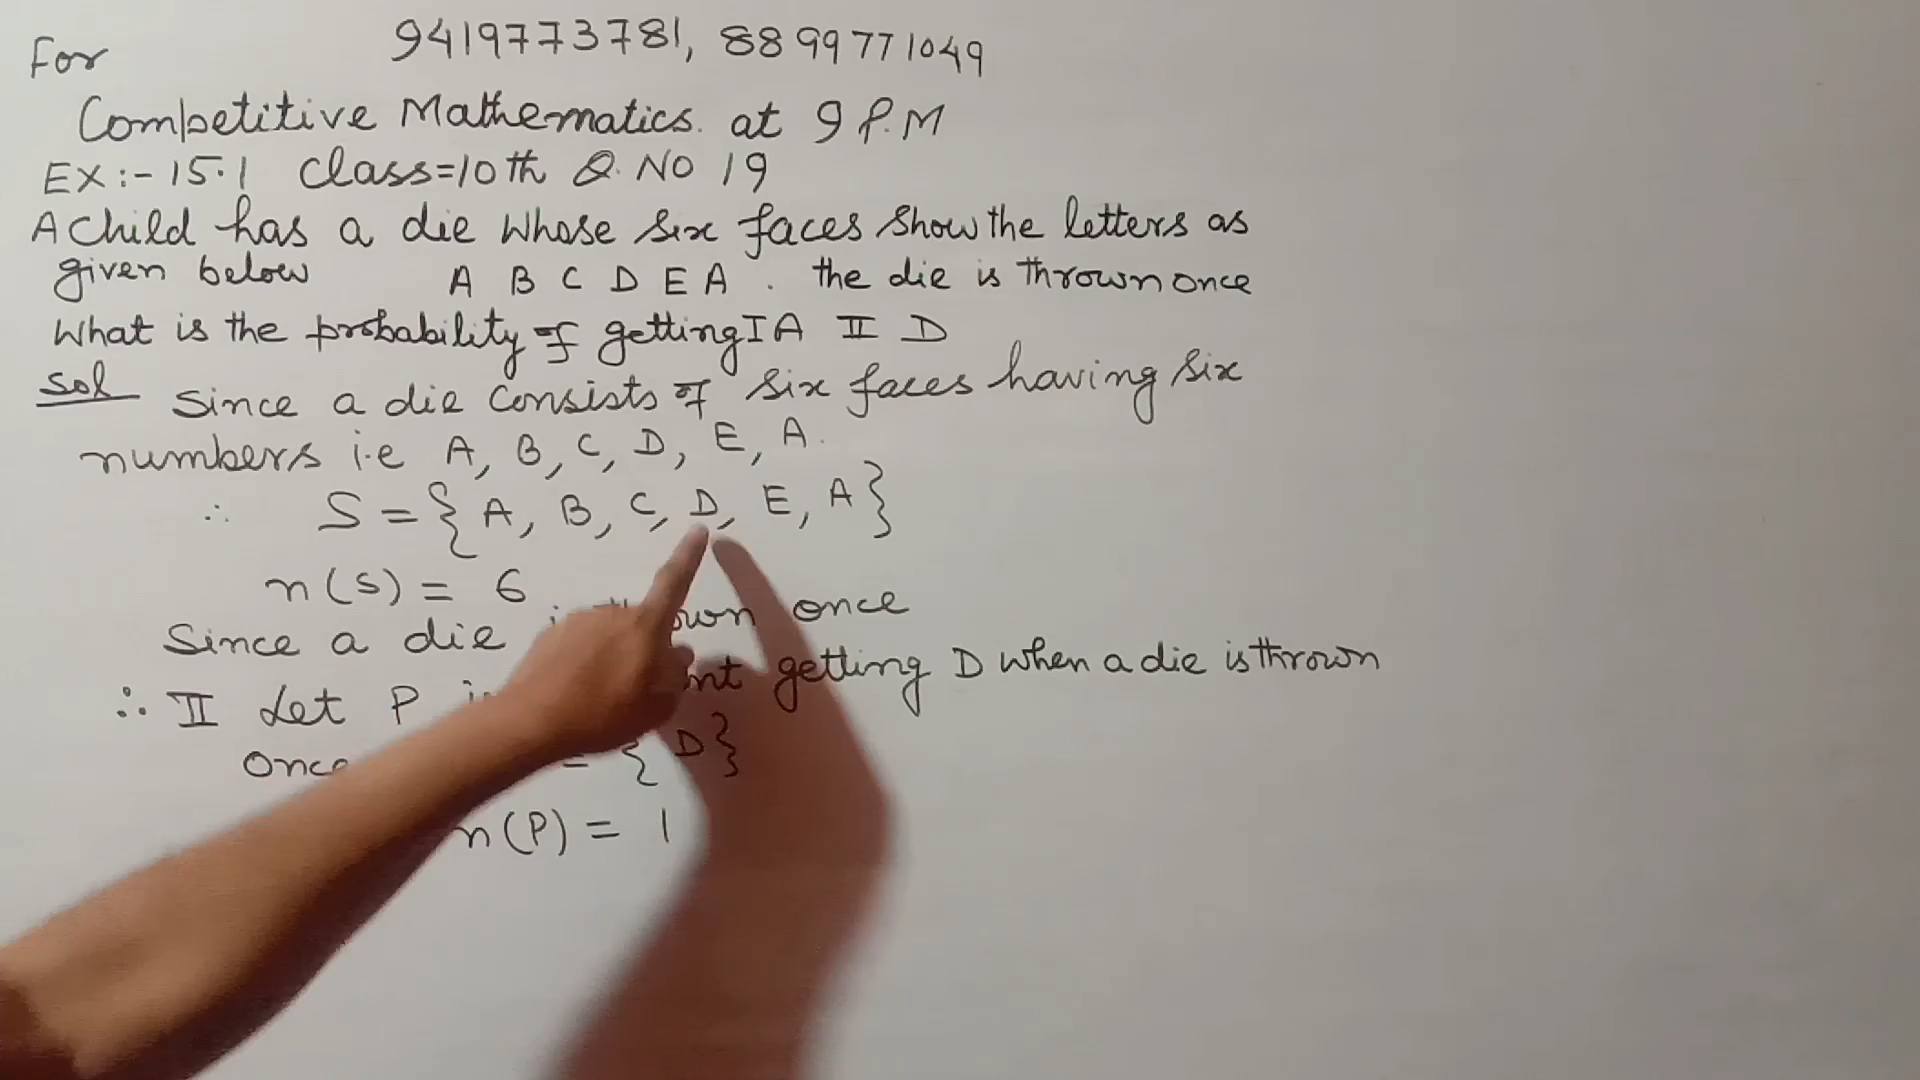 For 9419773781, 8899771049
Competitive Mathematics. at 9 P.M
EX:-15.1 Class=10th Q.NO 19
A Child has a die whose six faces show the letters as
given below A B C D E A . the die is thrown once
What is the probability of getting I A II D
Sol Since a die consists of six faces having six
numbers i.e A, B, C, D, E, A.
∴ S = {A, B, C, D, E, A}
n(S) = 6
Since a die once
∴ II Let P getting D when a die is thrown
= {D}
n(P) = 1